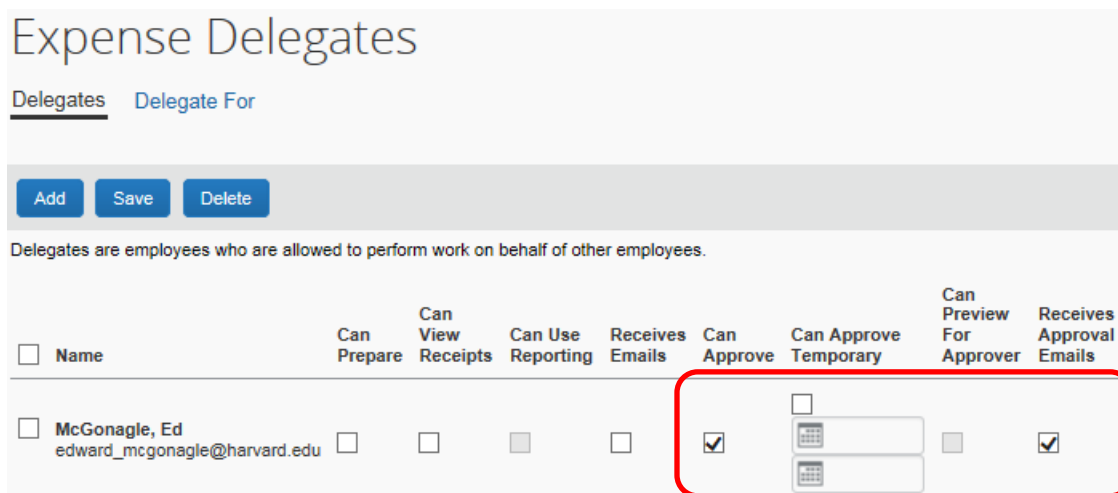 Expense Delegates
Delegates Delegate For
Add Save Delete
Delegates are employees who are allowed to perform work on behalf of other employees.
Name Can Prepare Can View Receipts Can Use Reporting Receives Emails Can Approve Can Approve Temporary Can Preview For Approver Receives Approval Emails
McGonagle, Ed
edward_mcgonagle@harvard.edu